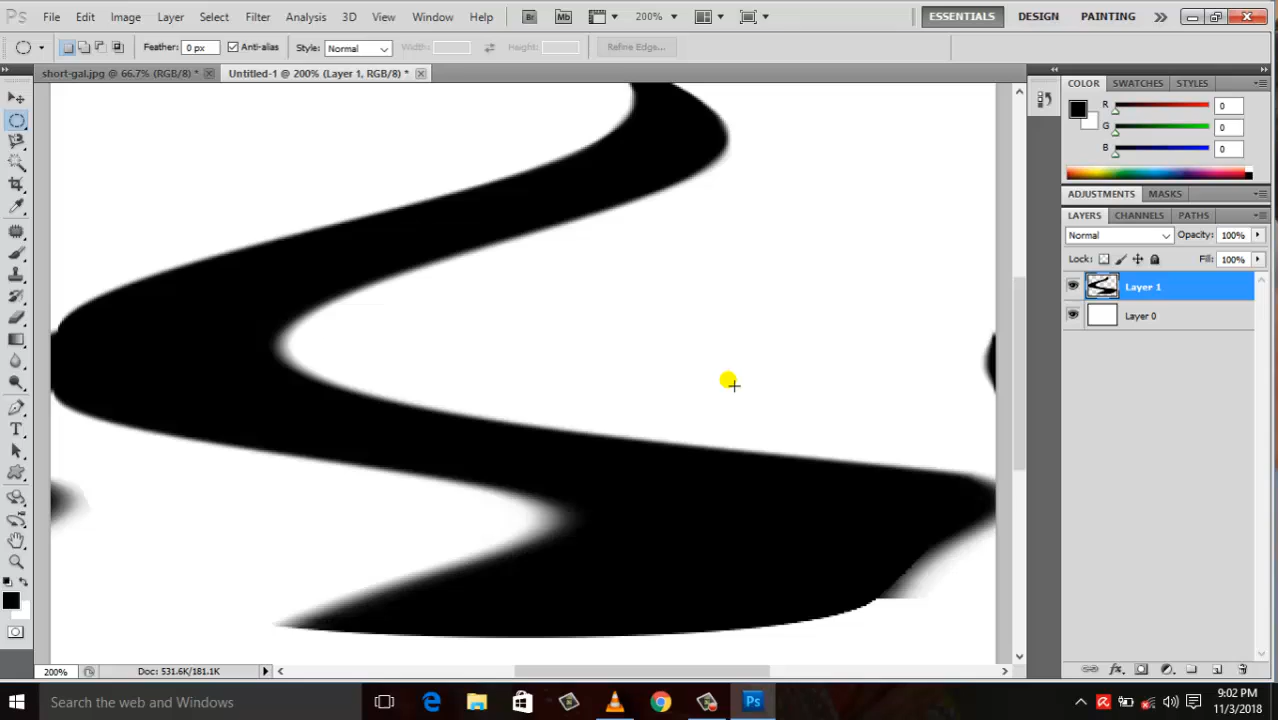 Ps File Edit Image Layer Select Filter Analysis 3D View Window Help Br Mb 200% ESSENTIALS DESIGN PAINTING
Feather: 0 px Anti-alias Style: Normal Width: Height: Refine Edge...
short-gal.jpg @ 66.7% (RGB/8) * Untitled-1 @ 200% (Layer 1, RGB/8) *
COLOR SWATCHES STYLES
R 0
G 0
B 0
ADJUSTMENTS MASKS
LAYERS CHANNELS PATHS
Normal Opacity: 100%
Lock: Fill: 100%
Layer 1
Layer 0
200% Doc: 531.6K/181.1K
Search the web and Windows
Ps
9:02 PM
11/3/2018